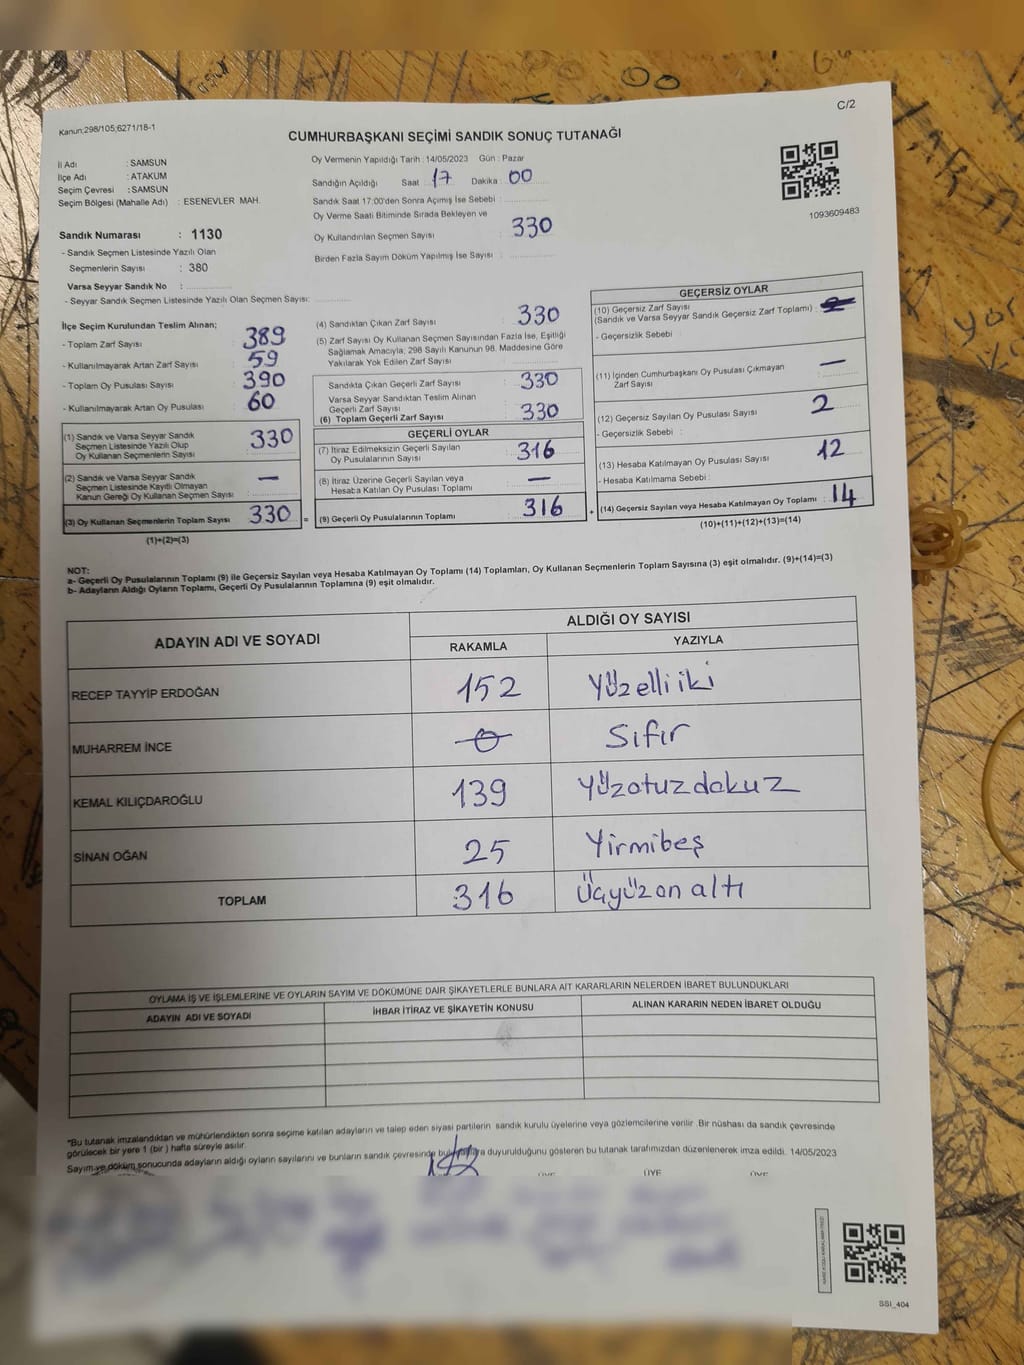 C/2
Kanun;298/105;6271/18-1
CUMHURBAŞKANI SEÇİMİ SANDIK SONUÇ TUTANAĞI
İl Adı : SAMSUN
İlçe Adı : ATAKUM
Seçim Çevresi : SAMSUN
Seçim Bölgesi (Mahalle Adı) : ESENEVLER MAH.
Oy Vermenin Yapıldığı Tarih : 14/05/2023 Gün : Pazar
Sandığın Açıldığı Saat : 17 Dakika : 00
Sandık Saat 17:00'den Sonra Açımış İse Sebebi :
Oy Verme Saati Bitiminde Sırada Bekleyen ve
Oy Kullandırılan Seçmen Sayısı : 330
Birden Fazla Sayım Döküm Yapılmış İse Sayısı :
1093609483
Sandık Numarası : 1130
- Sandık Seçmen Listesinde Yazılı Olan
Seçmenlerin Sayısı : 380
Varsa Seyyar Sandık No :
- Seyyar Sandık Seçmen Listesinde Yazılı Olan Seçmen Sayısı:
İlçe Seçim Kurulundan Teslim Alınan;
- Toplam Zarf Sayısı : 389
- Kullanılmayarak Artan Zarf Sayısı : 59
- Toplam Oy Pusulası Sayısı : 390
- Kullanılmayarak Artan Oy Pusulası : 60
(1) Sandık ve Varsa Seyyar Sandık
Seçmen Listesinde Yazılı Olup
Oy Kullanan Seçmenlerin Sayısı : 330
(2) Sandık ve Varsa Seyyar Sandık
Seçmen Listesinde Kayıtlı Olmayan
Kanun Gereği Oy Kullanan Seçmen Sayısı : —
(3) Oy Kullanan Seçmenlerin Toplam Sayısı : 330 =
(1)+(2)=(3)
(4) Sandıktan Çıkan Zarf Sayısı : 330
(5) Zarf Sayısı Oy Kullanan Seçmen Sayısından Fazla İse, Eşitliği
Sağlamak Amacıyla; 298 Sayılı Kanunun 98. Maddesine Göre
Yakılarak Yok Edilen Zarf Sayısı :
Sandıkta Çıkan Geçerli Zarf Sayısı : 330
Varsa Seyyar Sandıktan Teslim Alınan
Geçerli Zarf Sayısı
(6) Toplam Geçerli Zarf Sayısı : 330
GEÇERLİ OYLAR
(7) İtiraz Edilmeksizin Geçerli Sayılan
Oy Pusulalarının Sayısı : 316
(8) İtiraz Üzerine Geçerli Sayılan veya
Hesaba Katılan Oy Pusulası Toplamı : —
(9) Geçerli Oy Pusulalarının Toplamı : 316 +
GEÇERSİZ OYLAR
(10) Geçersiz Zarf Sayısı
(Sandık ve Varsa Seyyar Sandık Geçersiz Zarf Toplamı) :
- Geçersizlik Sebebi :
(11) İçinden Cumhurbaşkanı Oy Pusulası Çıkmayan
Zarf Sayısı : —
(12) Geçersiz Sayılan Oy Pusulası Sayısı : 2
- Geçersizlik Sebebi :
(13) Hesaba Katılmayan Oy Pusulası Sayısı : 12
- Hesaba Katılmama Sebebi :
(14) Geçersiz Sayılan veya Hesaba Katılmayan Oy Toplamı : 14
(10)+(11)+(12)+(13)=(14)
NOT:
a- Geçerli Oy Pusulalarının Toplamı (9) ile Geçersiz Sayılan veya Hesaba Katılmayan Oy Toplamı (14) Toplamları, Oy Kullanan Seçmenlerin Toplam Sayısına (3) eşit olmalıdır. (9)+(14)=(3)
b- Adayların Aldığı Oyların Toplamı, Geçerli Oy Pusulalarının Toplamına (9) eşit olmalıdır.
ADAYIN ADI VE SOYADI ALDIĞI OY SAYISI
RAKAMLA YAZIYLA
RECEP TAYYİP ERDOĞAN 152 Yüzelliiki
MUHARREM İNCE 0 Sıfır
KEMAL KILIÇDAROĞLU 139 Yüzotuzdokuz
SİNAN OĞAN 25 Yirmibeş
TOPLAM 316 Üçyüzonaltı
OYLAMA İŞ VE İŞLEMLERİNE VE OYLARIN SAYIM VE DÖKÜMÜNE DAİR ŞİKAYETLERLE BUNLARA AİT KARARLARIN NELERDEN İBARET BULUNDUKLARI
ADAYIN ADI VE SOYADI İHBAR İTİRAZ VE ŞİKAYETİN KONUSU ALINAN KARARIN NEDEN İBARET OLDUĞU
*Bu tutanak imzalandıktan ve mühürlendikten sonra seçime katılan adayların ve talep eden siyasi partilerin sandık kurulu üyelerine veya gözlemcilerine verilir. Bir nüshası da sandık çevresinde
görülecek bir yere 1 (bir ) hafta süreyle asılır.
Sayım ve döküm sonucunda adayların aldığı oyların sayılarını ve bunların sandık çevresinde duyurulduğunu gösteren bu tutanak tarafımızdan düzenlenerek imza edildi. 14/05/2023
ÜYE ÜYE ÜYE
SSI_404